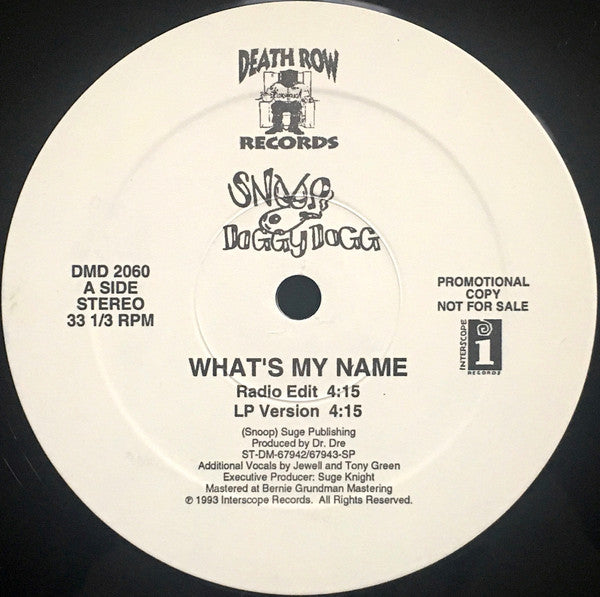 DEATH ROW
RECORDS
SNOOP
DOGGY DOGG
DMD 2060
A SIDE
STEREO
33 1/3 RPM
PROMOTIONAL
COPY
NOT FOR SALE
INTERSCOPE
i
RECORDS
WHAT'S MY NAME
Radio Edit 4:15
LP Version 4:15
(Snoop) Suge Publishing
Produced by Dr. Dre
ST-DM-67942/67943-SP
Additional Vocals by Jewell and Tony Green
Executive Producer: Suge Knight
Mastered at Bernie Grundman Mastering
℗ 1993 Interscope Records. All Rights Reserved.